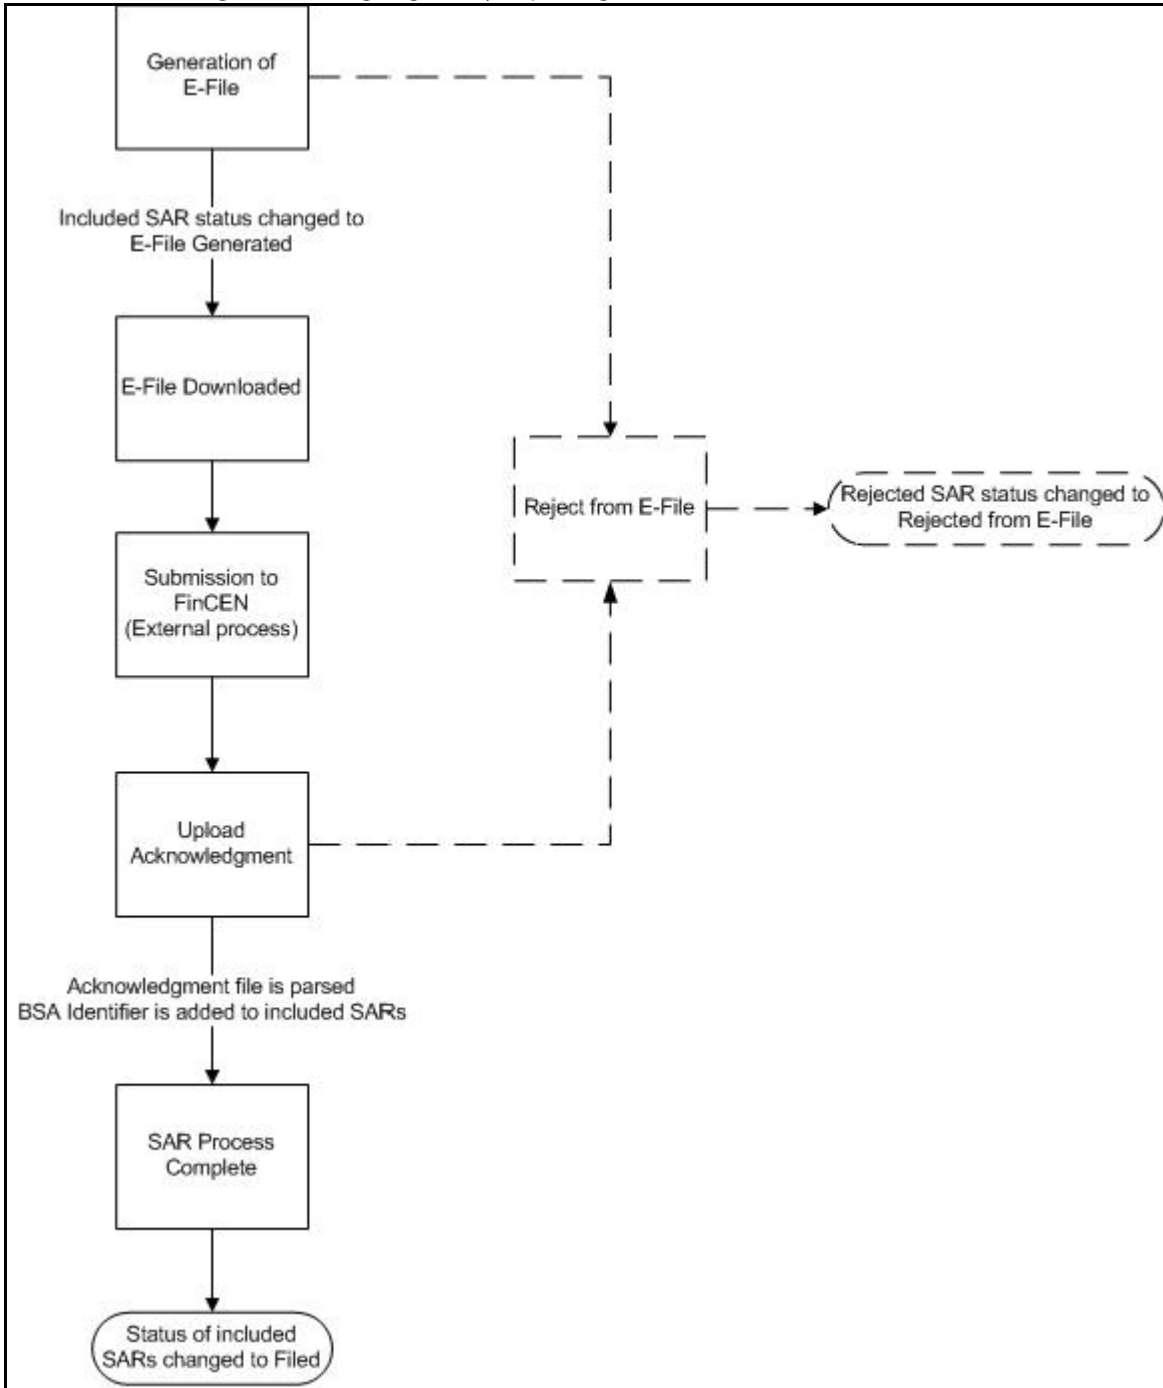 Generation of
E-File
Included SAR status changed to
E-File Generated
E-File Downloaded
Reject from E-File
Rejected SAR status changed to
Rejected from E-File
Submission to
FinCEN
(External process)
Upload
Acknowledgment
Acknowledgment file is parsed
BSA Identifier is added to included SARs
SAR Process
Complete
Status of included
SARs changed to Filed